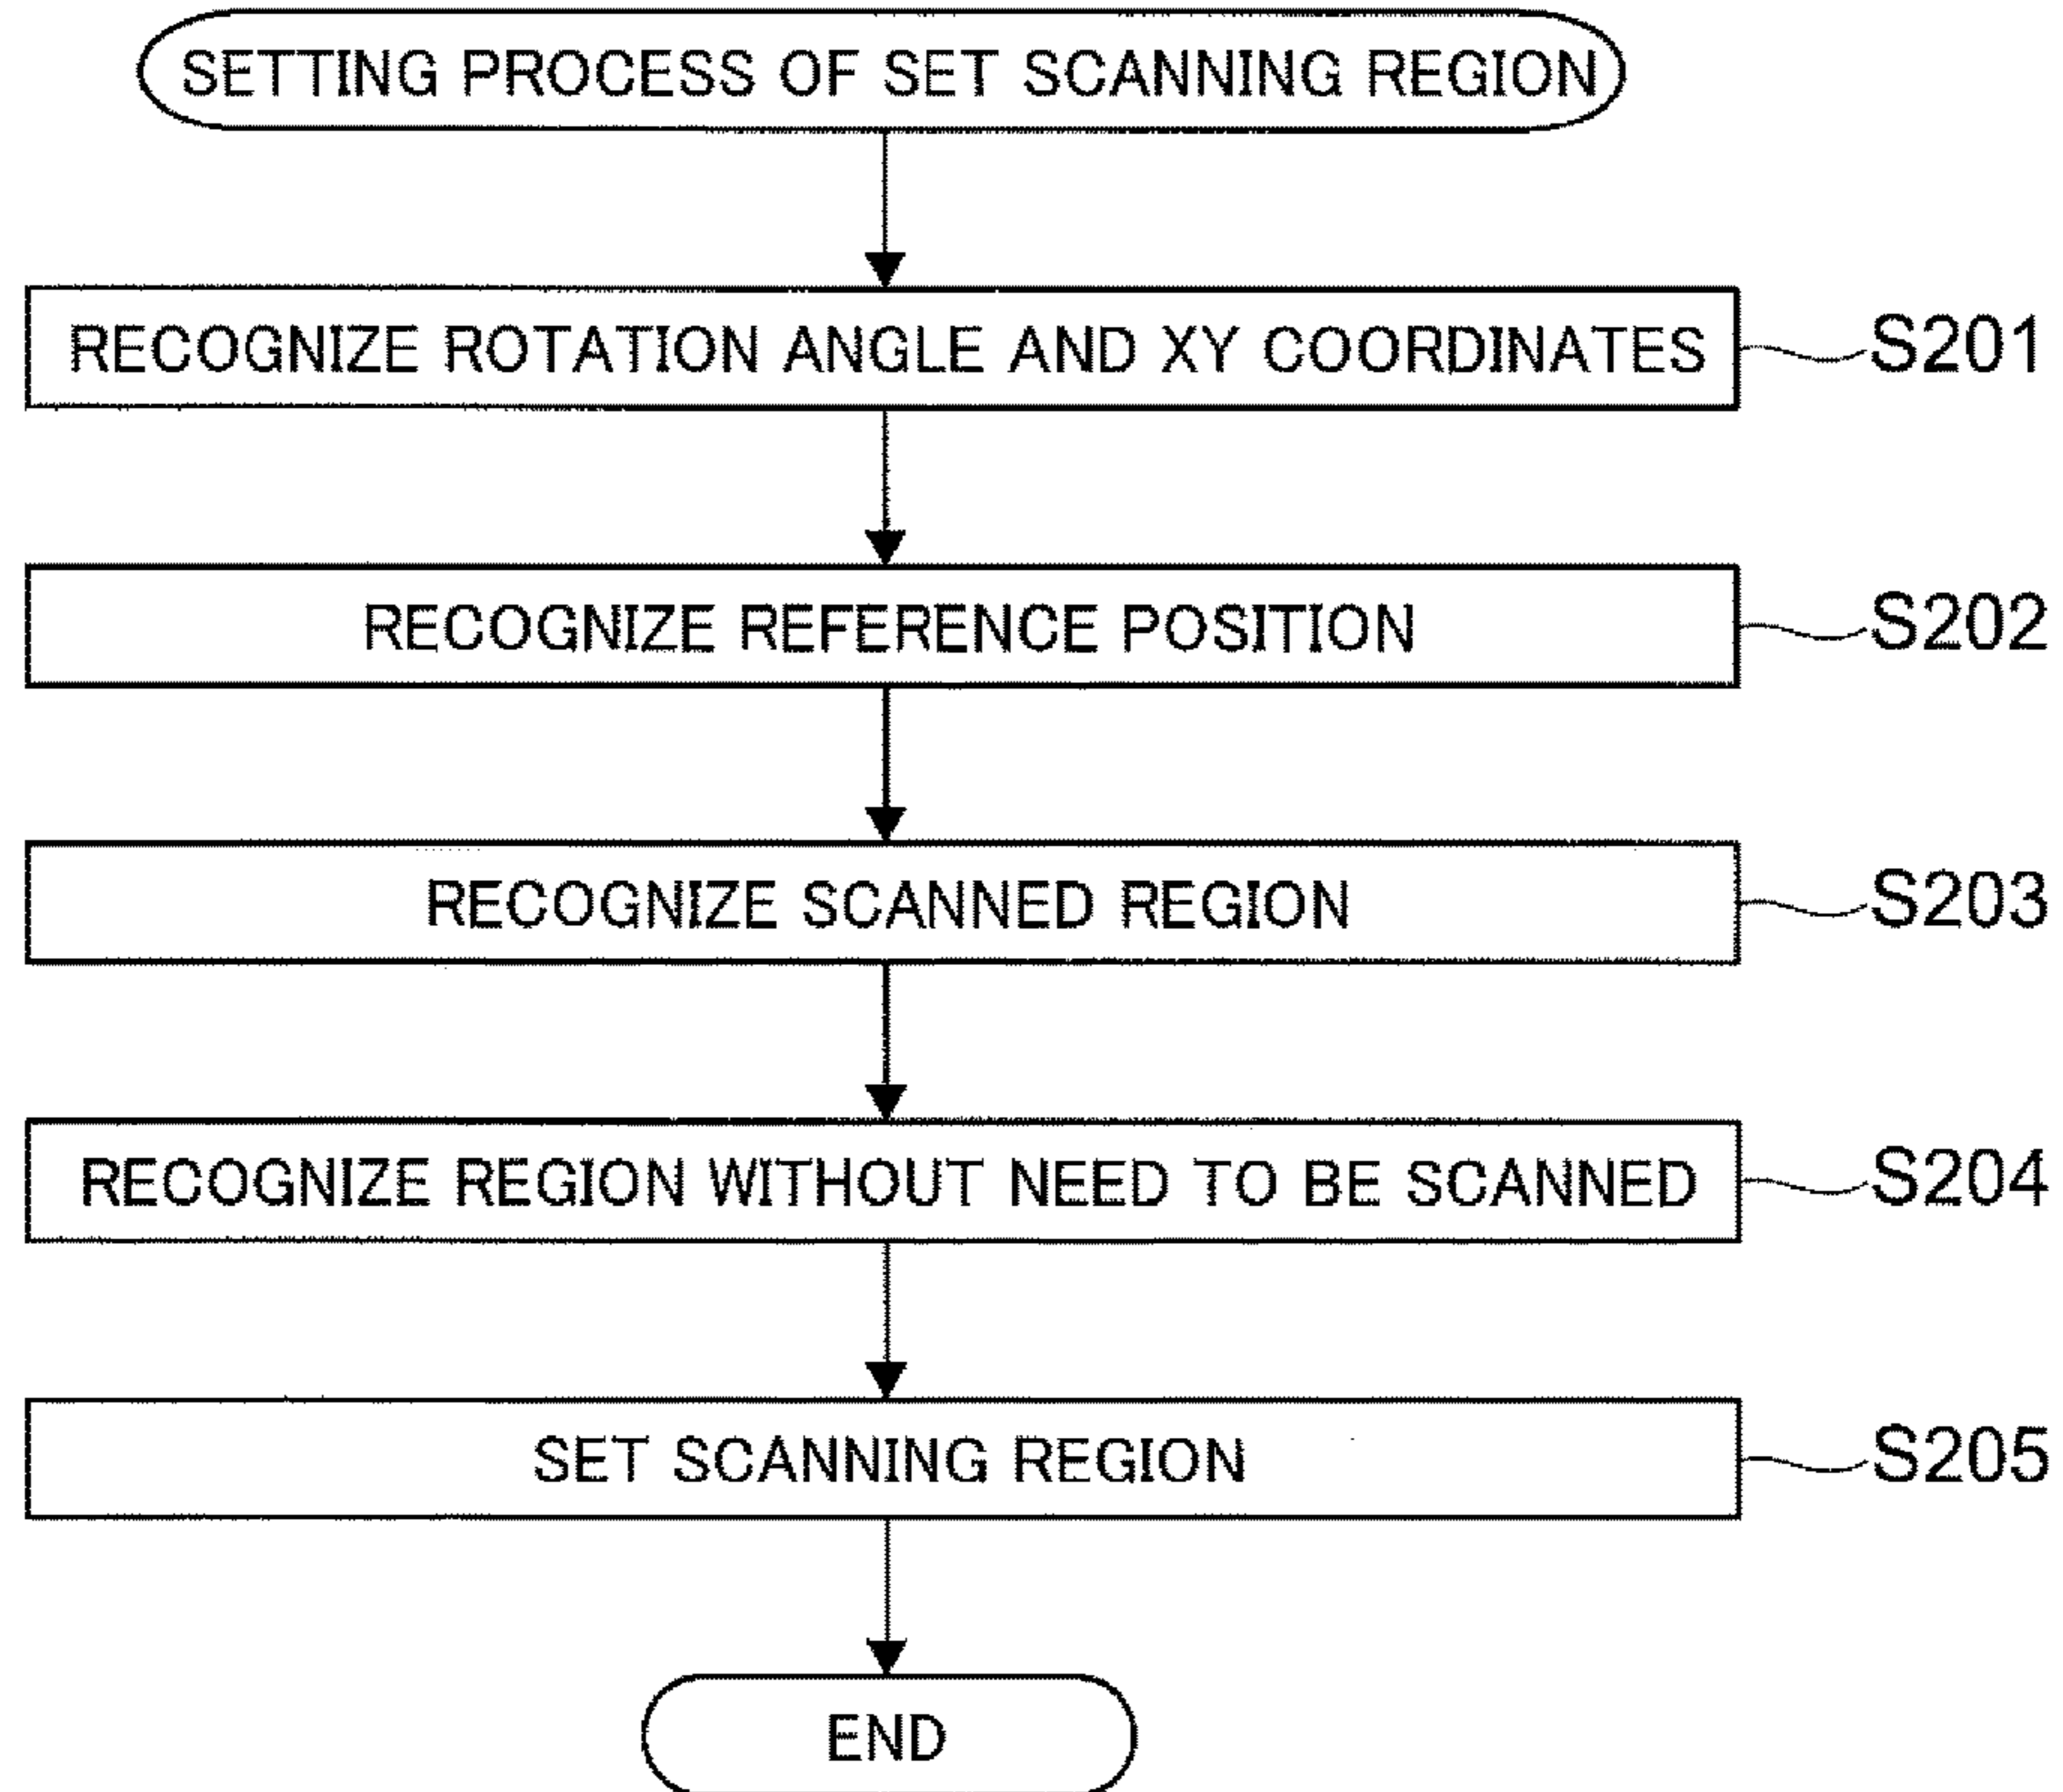 SETTING PROCESS OF SET SCANNING REGION
RECOGNIZE ROTATION ANGLE AND XY COORDINATES
S201
RECOGNIZE REFERENCE POSITION
S202
RECOGNIZE SCANNED REGION
S203
RECOGNIZE REGION WITHOUT NEED TO BE SCANNED
S204
SET SCANNING REGION
S205
END